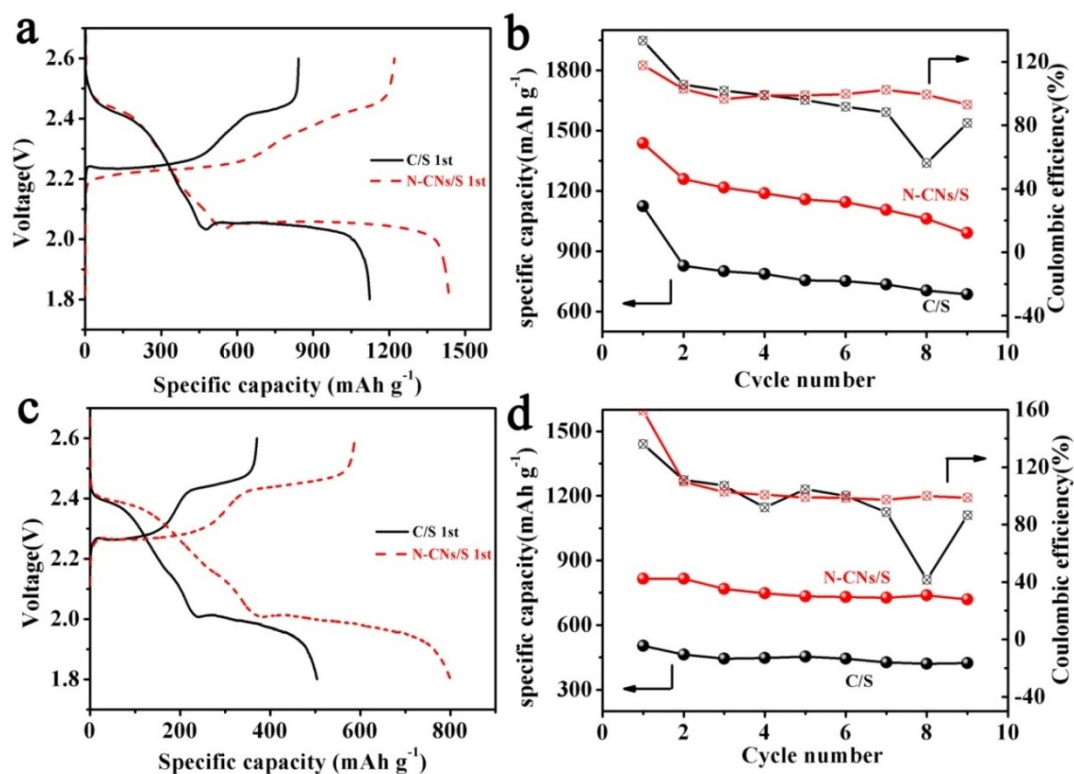 a
2.6
2.4
2.2
2.0
1.8
Voltage(V)
C/S 1st
N-CNs/S 1st
0 300 600 900 1200 1500
Specific capacity (mAh g-1)
b
1800
1500
1200
900
600
specific capacity(mAh g-1)
N-CNs/S
C/S
120
80
40
0
-40
Coulombic efficiency(%)
0 2 4 6 8 10
Cycle number
c
2.6
2.4
2.2
2.0
1.8
Voltage(V)
C/S 1st
N-CNs/S 1st
0 200 400 600 800
Specific capacity (mAh g-1)
d
1500
1200
900
600
300
specific capacity(mAh g-1)
N-CNs/S
C/S
160
120
80
40
0
-40
Coulombic efficiency(%)
0 2 4 6 8 10
Cycle number